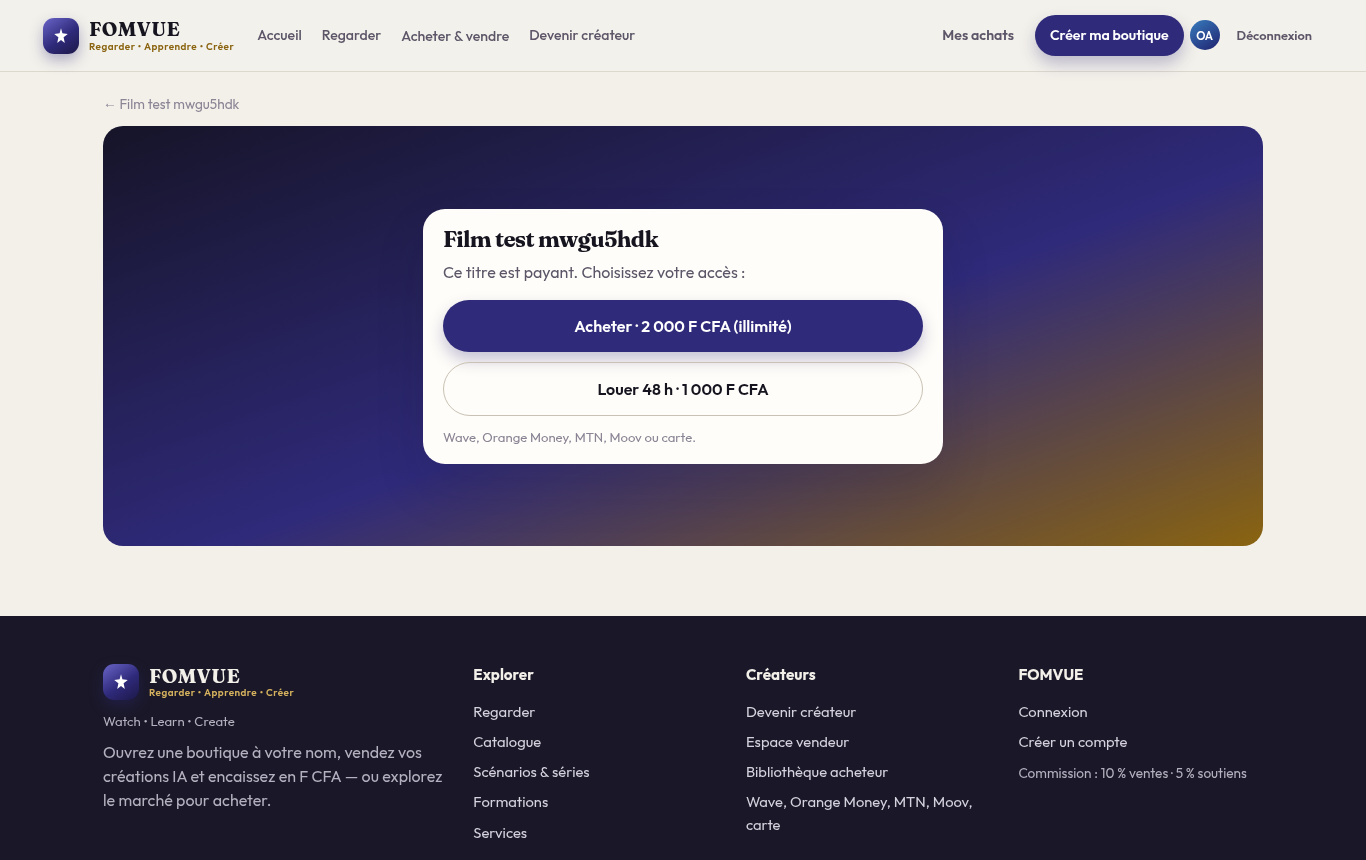 FOMVUE
Regarder • Apprendre • Créer
Accueil
Regarder
Acheter & vendre
Devenir créateur
Mes achats
Créer ma boutique
OA
Déconnexion
← Film test mwgu5hdk
Film test mwgu5hdk
Ce titre est payant. Choisissez votre accès :
Acheter · 2 000 F CFA (illimité)
Louer 48 h · 1 000 F CFA
Wave, Orange Money, MTN, Moov ou carte.
FOMVUE
Regarder • Apprendre • Créer
Watch • Learn • Create
Ouvrez une boutique à votre nom, vendez vos
créations IA et encaissez en F CFA — ou explorez
le marché pour acheter.
Explorer
Regarder
Catalogue
Scénarios & séries
Formations
Services
Créateurs
Devenir créateur
Espace vendeur
Bibliothèque acheteur
Wave, Orange Money, MTN, Moov,
carte
FOMVUE
Connexion
Créer un compte
Commission : 10 % ventes · 5 % soutiens